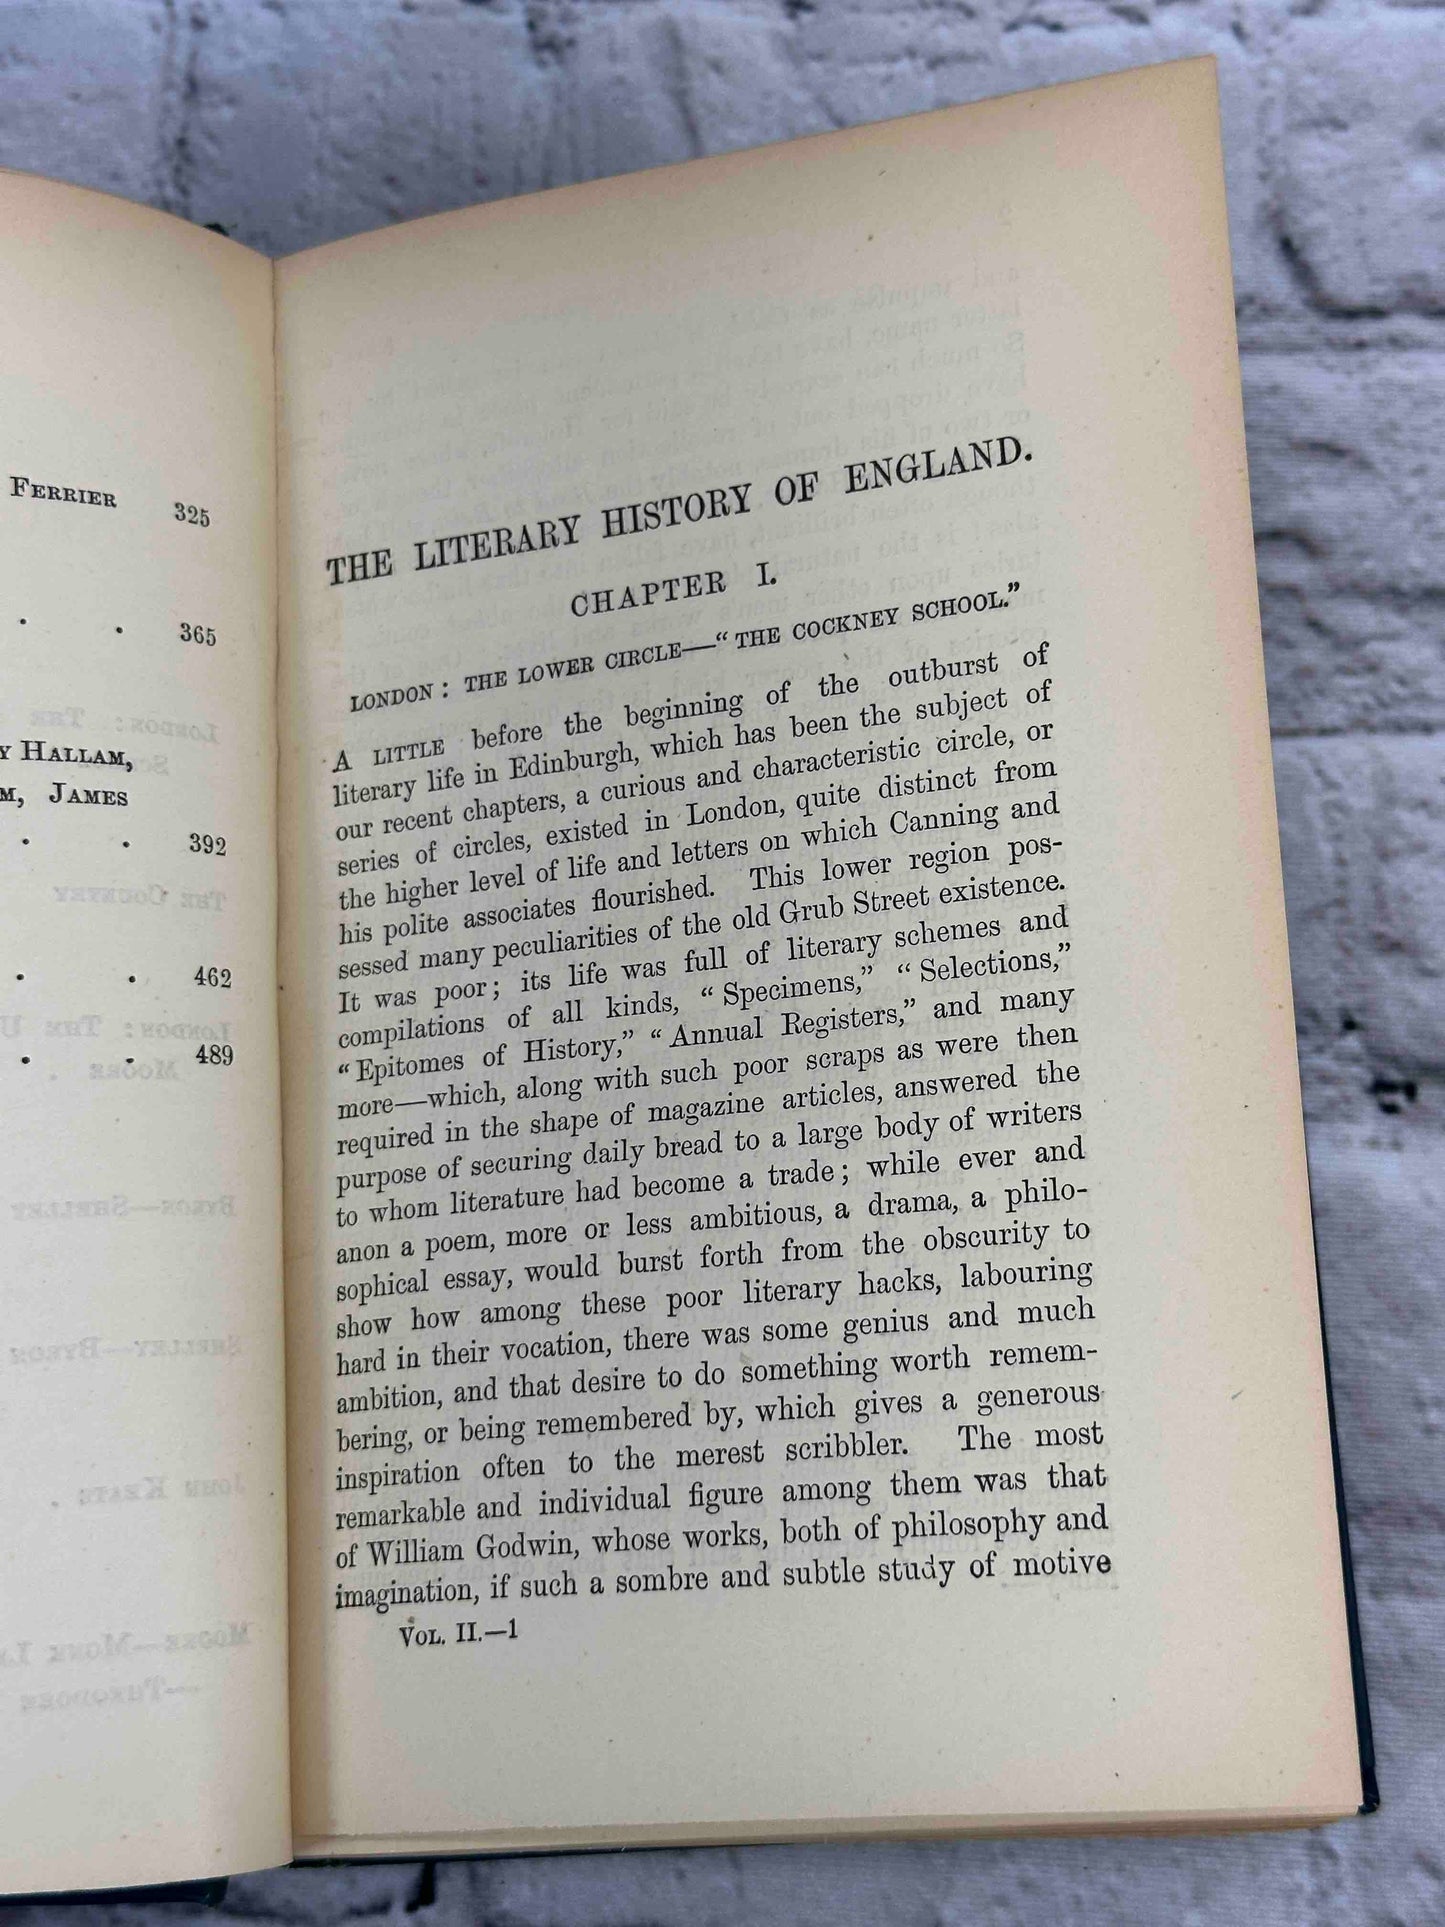 FERRIER 325
. . 365
Y HALLAM,
M, JAMES
. . 392
. . 462
. . 489
THE LITERARY HISTORY OF ENGLAND.
CHAPTER I.
LONDON: THE LOWER CIRCLE—“THE COCKNEY SCHOOL.”
A LITTLE before the beginning of the outburst of
literary life in Edinburgh, which has been the subject of
our recent chapters, a curious and characteristic circle, or
series of circles, existed in London, quite distinct from
the higher level of life and letters on which Canning and
his polite associates flourished. This lower region pos-
sessed many peculiarities of the old Grub Street existence.
It was poor; its life was full of literary schemes and
compilations of all kinds, “Specimens,” “Selections,”
“Epitomes of History,” “Annual Registers,” and many
more—which, along with such poor scraps as were then
required in the shape of magazine articles, answered the
purpose of securing daily bread to a large body of writers
to whom literature had become a trade; while ever and
anon a poem, more or less ambitious, a drama, a philo-
sophical essay, would burst forth from the obscurity to
show how among these poor literary hacks, labouring
hard in their vocation, there was some genius and much
ambition, and that desire to do something worth remem-
bering, or being remembered by, which gives a generous
inspiration often to the merest scribbler. The most
remarkable and individual figure among them was that
of William Godwin, whose works, both of philosophy and
imagination, if such a sombre and subtle study of motive
VOL. II.—1